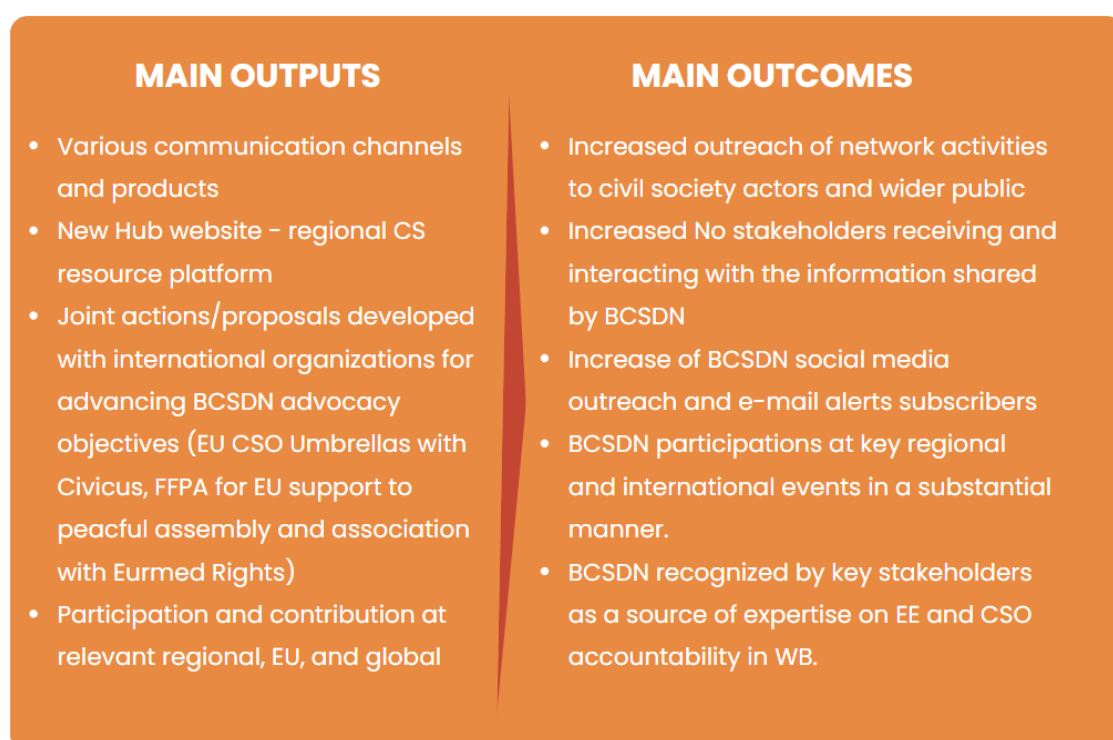 MAIN OUTPUTS
• Various communication channels
and products
• New Hub website - regional CS
resource platform
• Joint actions/proposals developed
with international organizations for
advancing BCSDN advocacy
objectives (EU CSO Umbrellas with
Civicus, FFPA for EU support to
peacful assembly and association
with Eurmed Rights)
• Participation and contribution at
relevant regional, EU, and global
MAIN OUTCOMES
• Increased outreach of network activities
to civil society actors and wider public
• Increased No stakeholders receiving and
interacting with the information shared
by BCSDN
• Increase of BCSDN social media
outreach and e-mail alerts subscribers
• BCSDN participations at key regional
and international events in a substantial
manner.
• BCSDN recognized by key stakeholders
as a source of expertise on EE and CSO
accountability in WB.